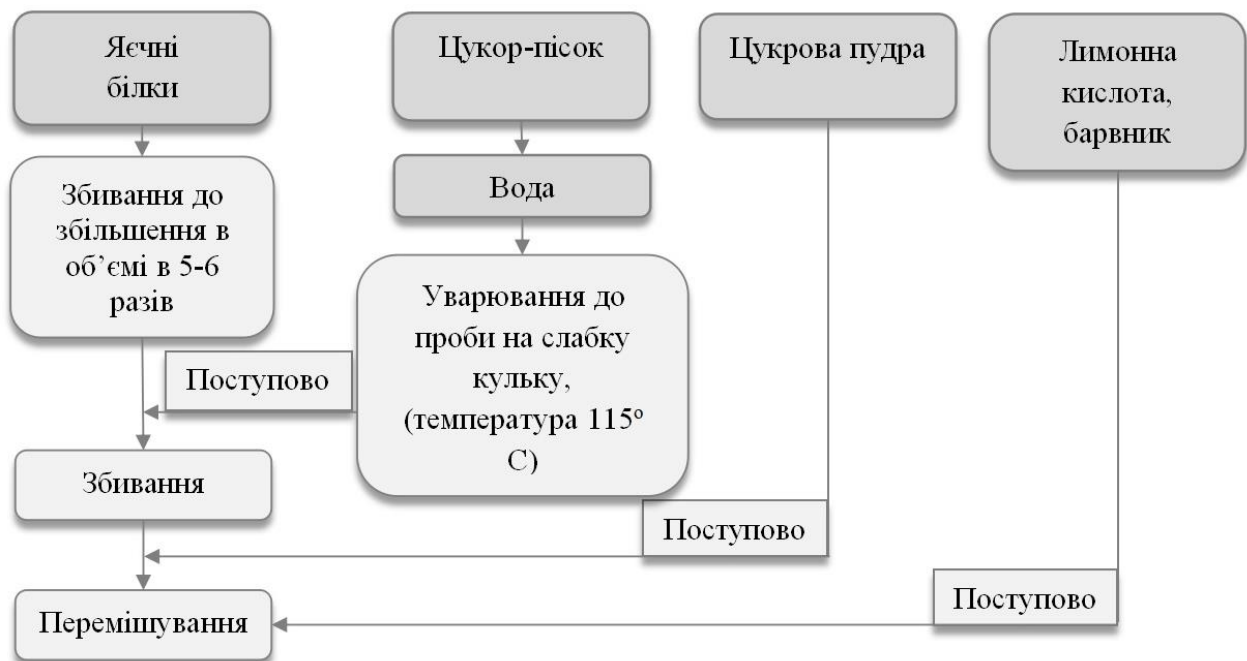 Яєчні
білки
Цукор-пісок
Цукрова пудра
Лимонна
кислота,
барвник
Збивання до
збільшення в
об’ємі в 5-6
разів
Вода
Уварювання до
проби на слабку
кульку,
(температура 115º
С)
Поступово
Збивання
Поступово
Перемішування
Поступово